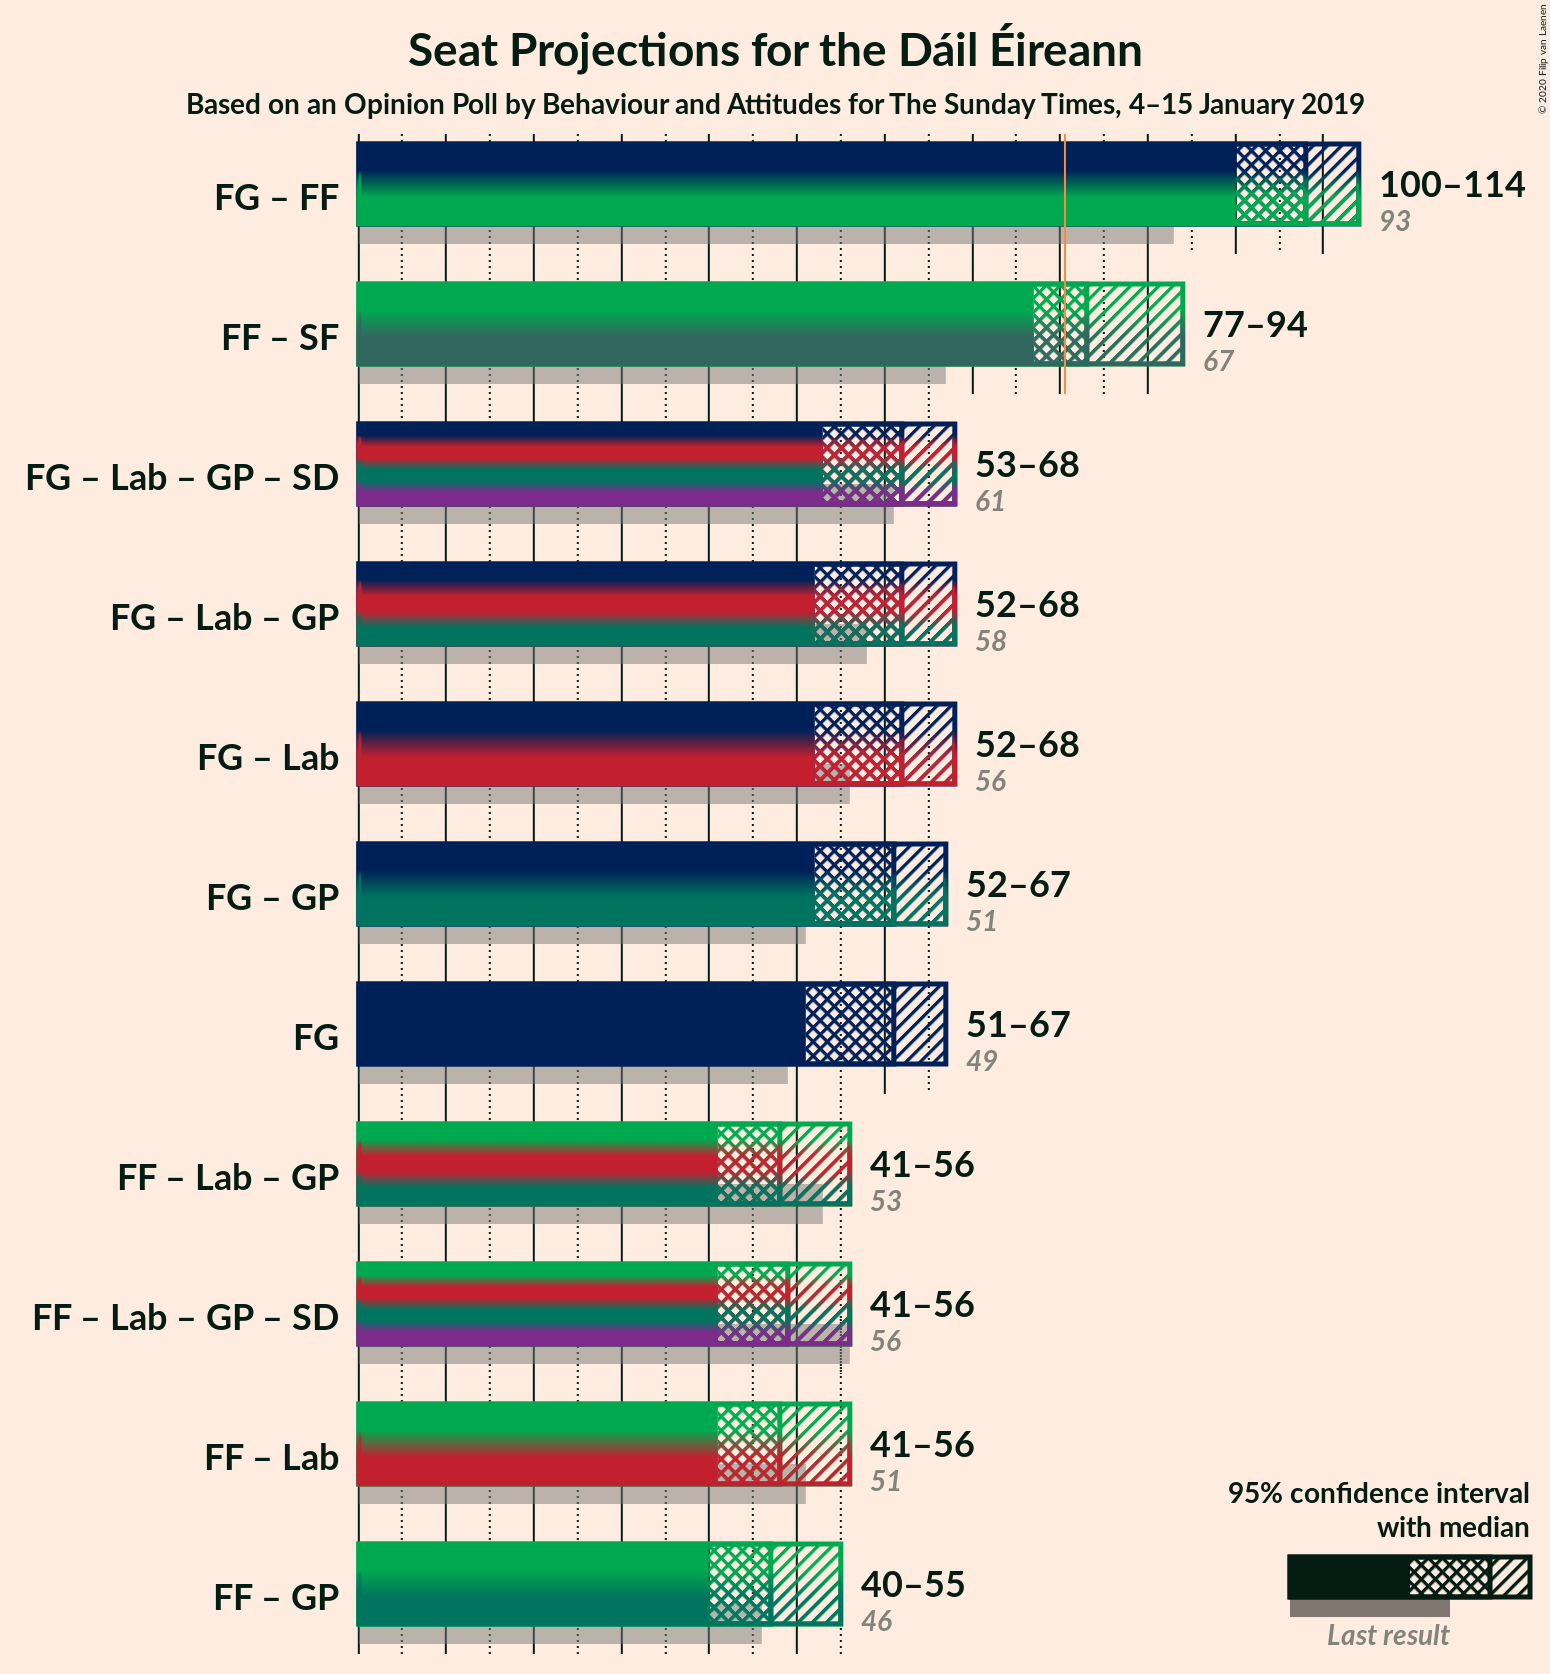 Seat Projections for the Dáil Éireann
Based on an Opinion Poll by Behaviour and Attitudes for The Sunday Times, 4–15 January 2019
© 2020 Filip van Laenen
FG – FF
100–114
93
FF – SF
77–94
67
FG – Lab – GP – SD
53–68
61
FG – Lab – GP
52–68
58
FG – Lab
52–68
56
FG – GP
52–67
51
FG
51–67
49
FF – Lab – GP
41–56
53
FF – Lab – GP – SD
41–56
56
FF – Lab
41–56
51
FF – GP
40–55
46
95% confidence interval
with median
Last result